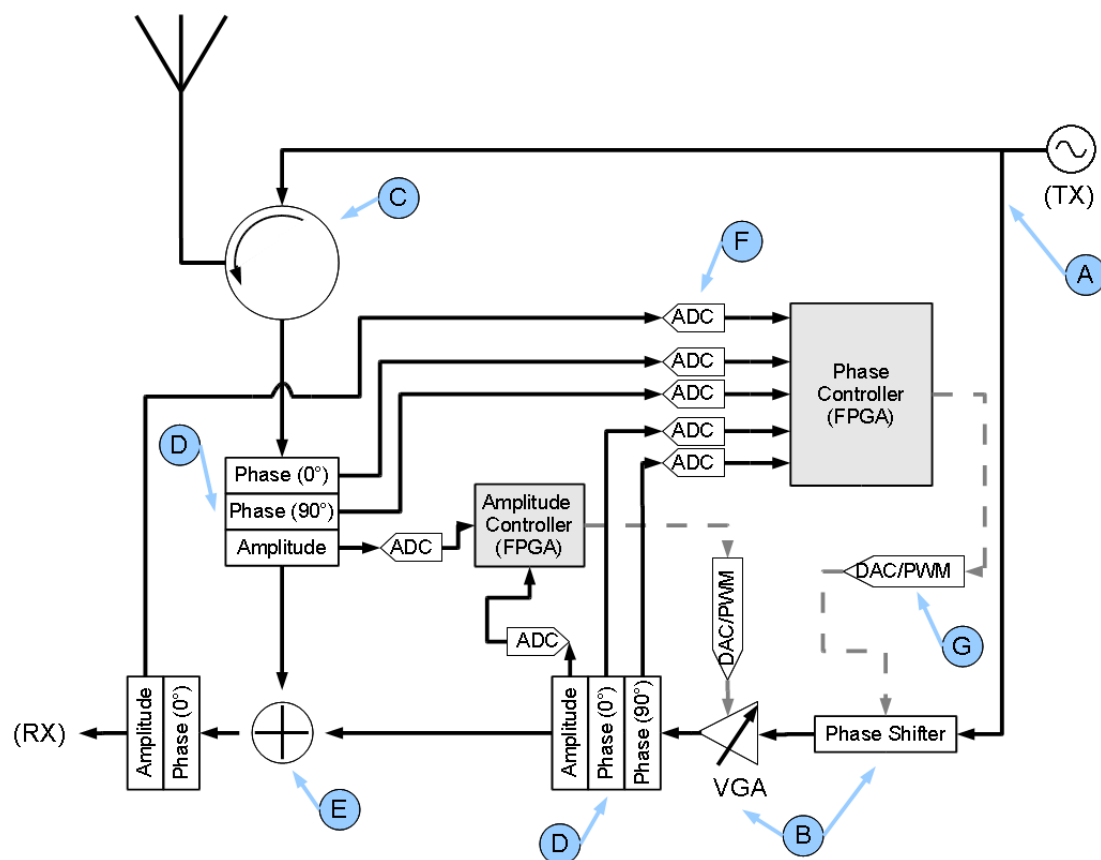 C
(TX)
F
A
ADC
ADC
ADC
ADC
ADC
Phase
Controller
(FPGA)
D
Phase (0°)
Phase (90°)
Amplitude
ADC
Amplitude
Controller
(FPGA)
DAC/PWM
DAC/PWM
G
ADC
(RX)
Amplitude
Phase (0°)
Amplitude
Phase (0°)
Phase (90°)
VGA
Phase Shifter
E
D
B